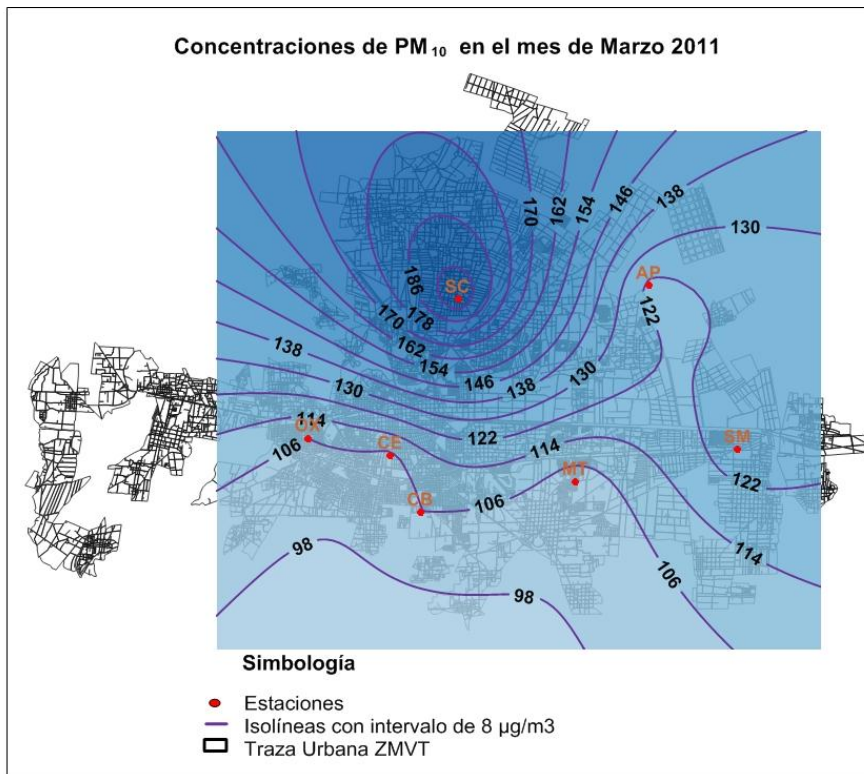 Concentraciones de PM₁₀ en el mes de Marzo 2011
170
162
154
146
138
130
186
SC
AP
122
178
170
162
154
138
146
138
130
130
122
114
OX
CE
114
SM
106
MT
122
CB
106
114
98
106
98
Simbología
Estaciones
Isolíneas con intervalo de 8 µg/m3
Traza Urbana ZMVT